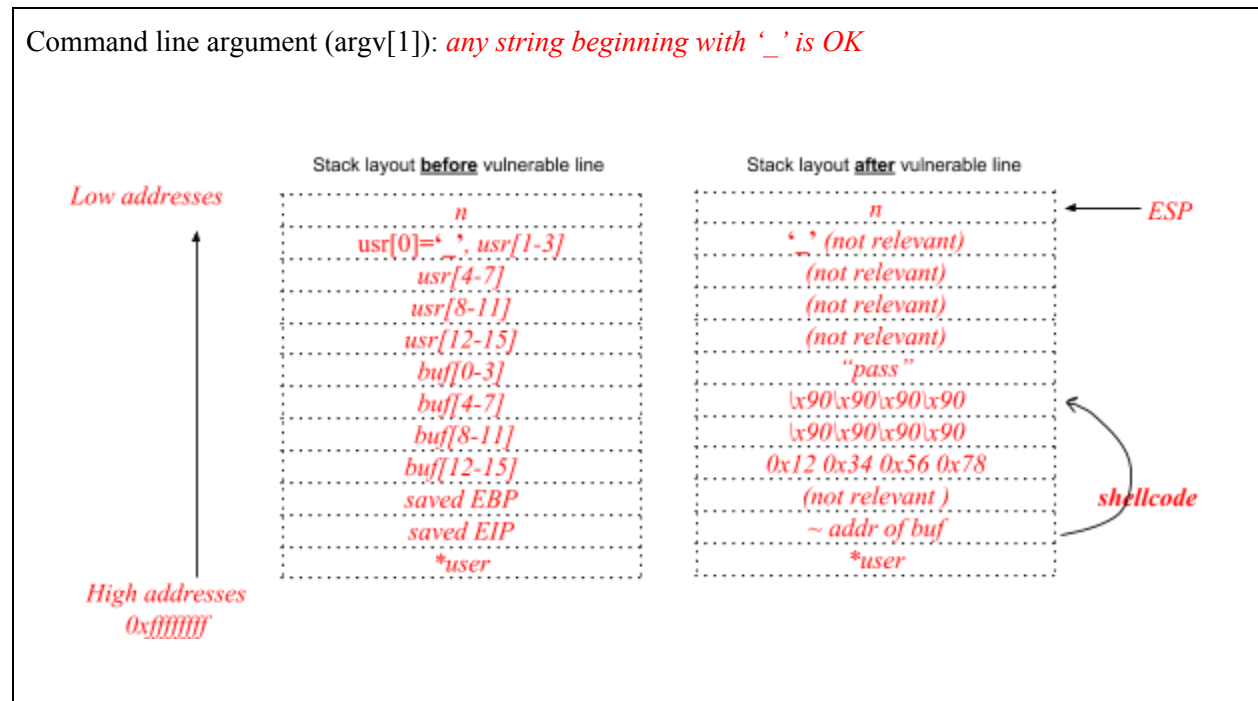 Command line argument (argv[1]): any string beginning with ‘_’ is OK
Stack layout before vulnerable line
Low addresses
n
usr[0]=‘_’, usr[1-3]
usr[4-7]
usr[8-11]
usr[12-15]
buf[0-3]
buf[4-7]
buf[8-11]
buf[12-15]
saved EBP
saved EIP
*user
High addresses
0xffffffff
Stack layout after vulnerable line
n
ESP
‘_’ (not relevant)
(not relevant)
(not relevant)
(not relevant)
“pass”
\x90\x90\x90\x90
\x90\x90\x90\x90
0x12 0x34 0x56 0x78
(not relevant )
shellcode
~ addr of buf
*user